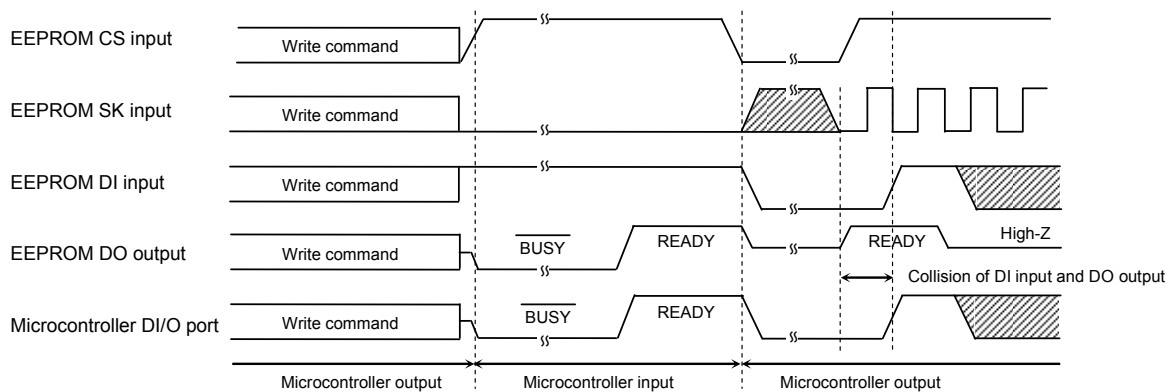 EEPROM CS input
Write command
EEPROM SK input
Write command
EEPROM DI input
Write command
EEPROM DO output
Write command
BUSY
READY
READY
High-Z
Collision of DI input and DO output
Microcontroller DI/O port
Write command
BUSY
READY
Microcontroller output
Microcontroller input
Microcontroller output